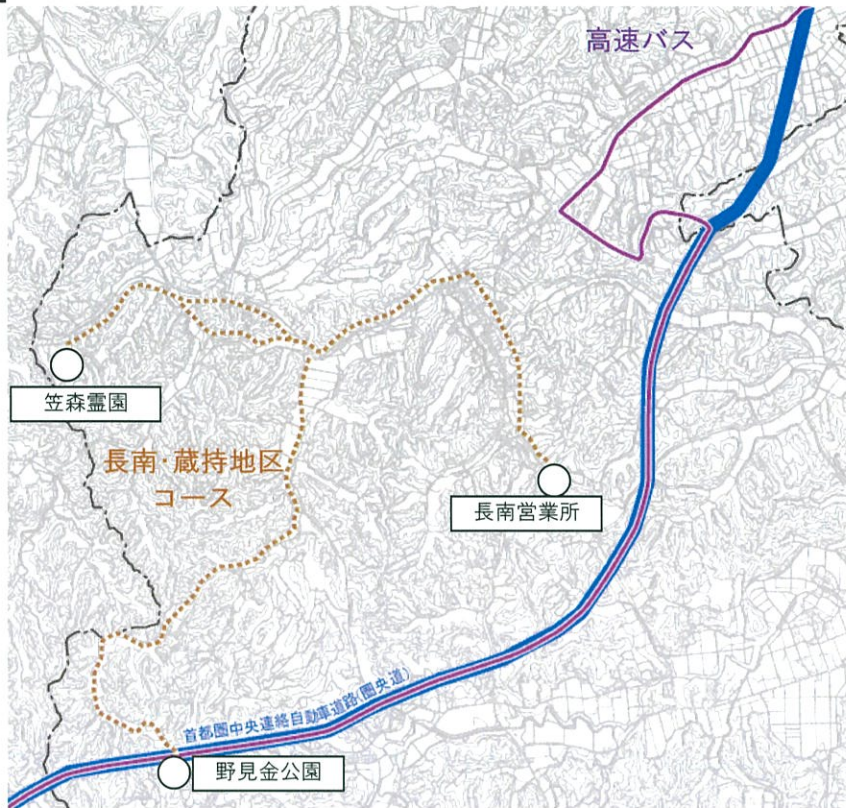 高速バス
笠森霊園
長南・蔵持地区
コース
長南営業所
首都圏中央連絡自動車道路(圏央道)
野見金公園